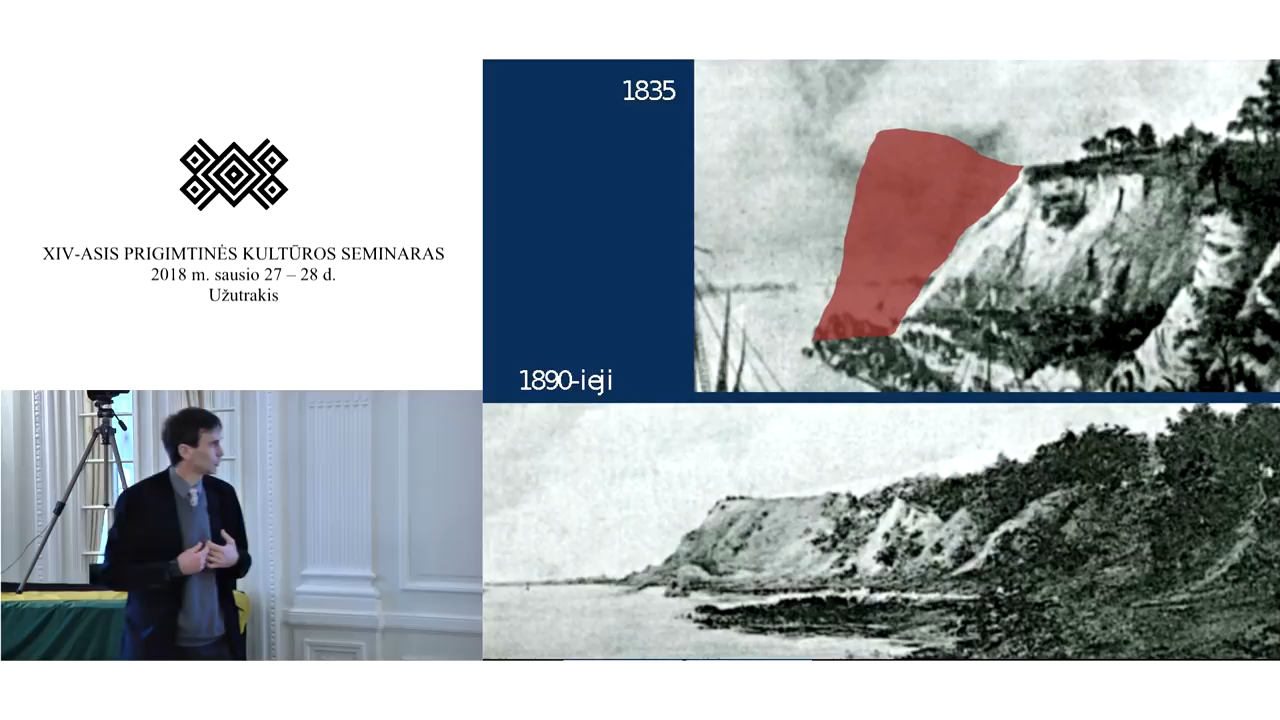 XIV-ASIS PRIGIMTINĖS KULTŪROS SEMINARAS
2018 m. sausio 27 – 28 d.
Užutrakis
1835
1890-ieji